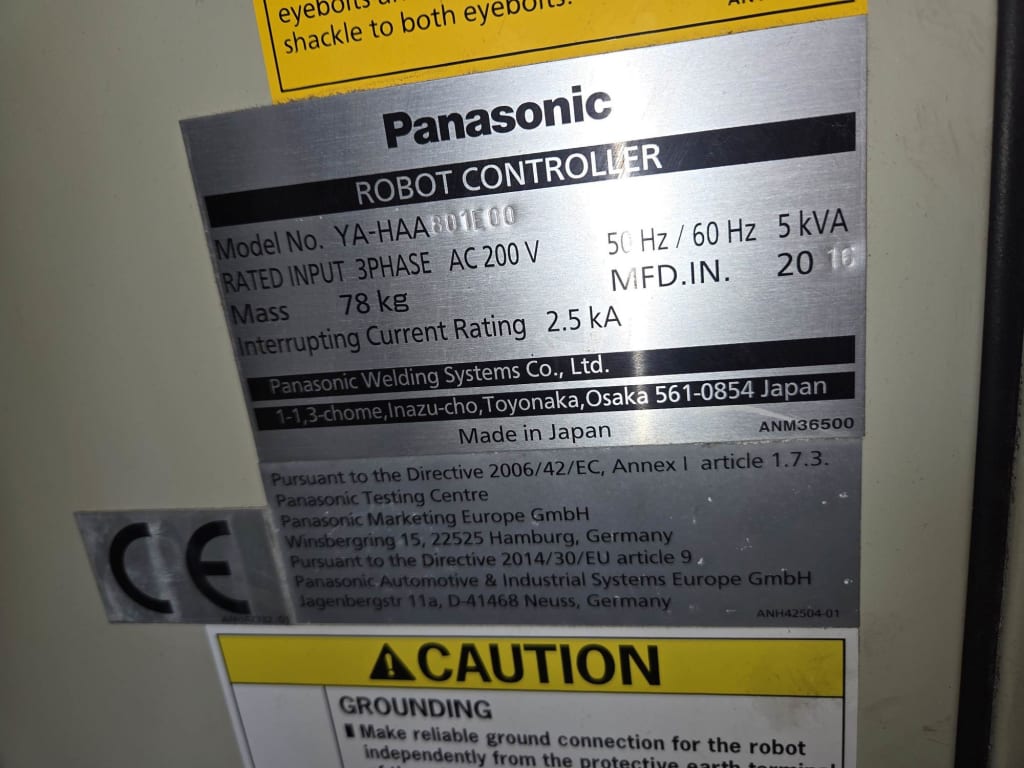 eyebolts an
shackle to both eyebolts.
Panasonic
ROBOT CONTROLLER
Model No. YA-HAA801E00
RATED INPUT 3PHASE AC 200 V 50 Hz / 60 Hz 5 kVA
Mass 78 kg MFD.IN. 20
Interrupting Current Rating 2.5 kA
Panasonic Welding Systems Co., Ltd.
1-1,3-chome,Inazu-cho,Toyonaka,Osaka 561-0854 Japan
Made in Japan ANM36500
Pursuant to the Directive 2006/42/EC, Annex I article 1.7.3.
Panasonic Testing Centre
Panasonic Marketing Europe GmbH
Winsbergring 15, 22525 Hamburg, Germany
Pursuant to the Directive 2014/30/EU article 9
Panasonic Automotive & Industrial Systems Europe GmbH
Jagenbergstr 11a, D-41468 Neuss, Germany
ANH42504-01
CE
CAUTION
GROUNDING
Make reliable ground connection for the robot
independently from the protective earth terminal